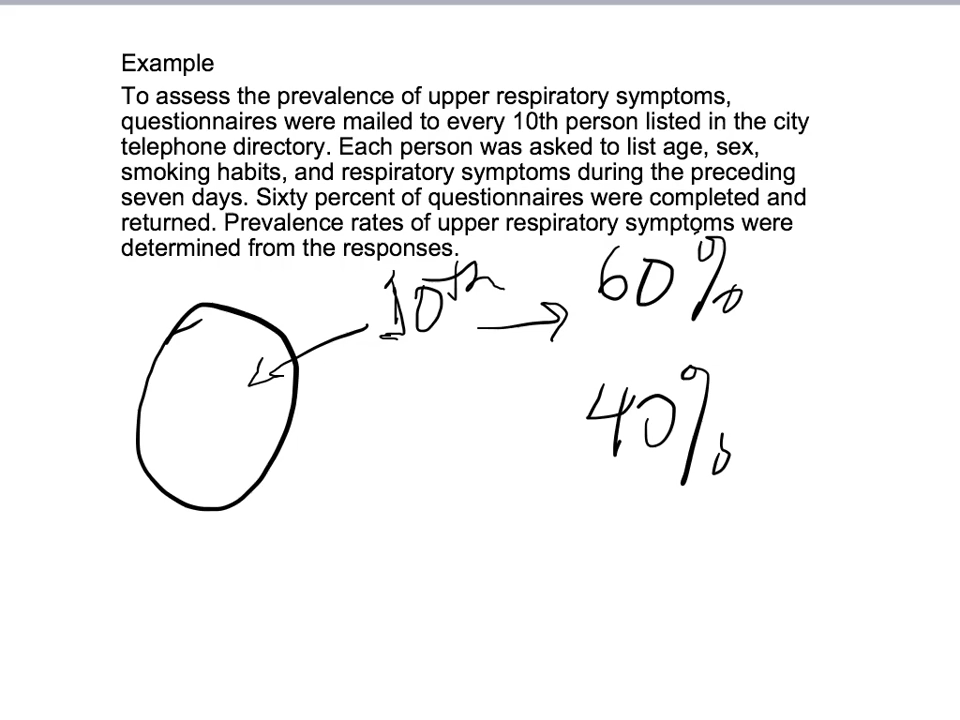 Example
To assess the prevalence of upper respiratory symptoms,
questionnaires were mailed to every 10th person listed in the city
telephone directory. Each person was asked to list age, sex,
smoking habits, and respiratory symptoms during the preceding
seven days. Sixty percent of questionnaires were completed and
returned. Prevalence rates of upper respiratory symptoms were
determined from the responses.
10th
60%
40%